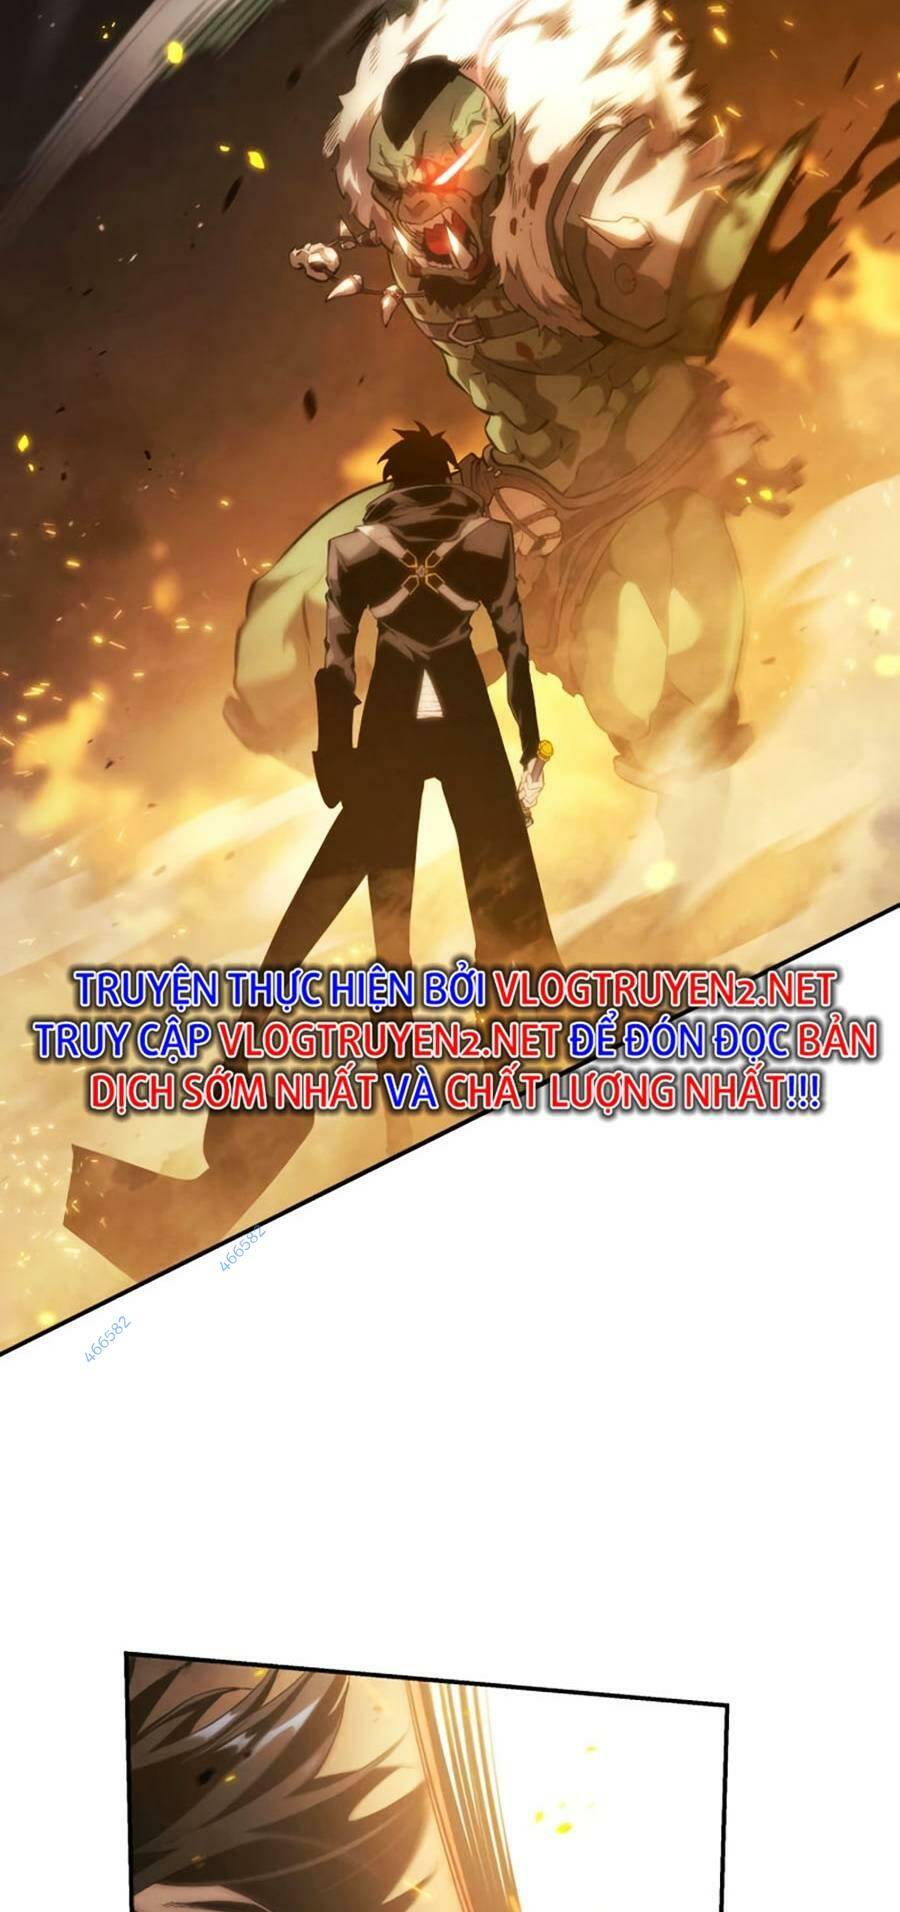 TRUYỆN THỰC HIỆN BỞI VLOGTRUYEN2.NET
TRUY CẬP VLOGTRUYEN2.NET ĐỂ ĐÓN ĐỌC BẢN
DỊCH SỚM NHẤT VÀ CHẤT LƯỢNG NHẤT!!!
466582
466582